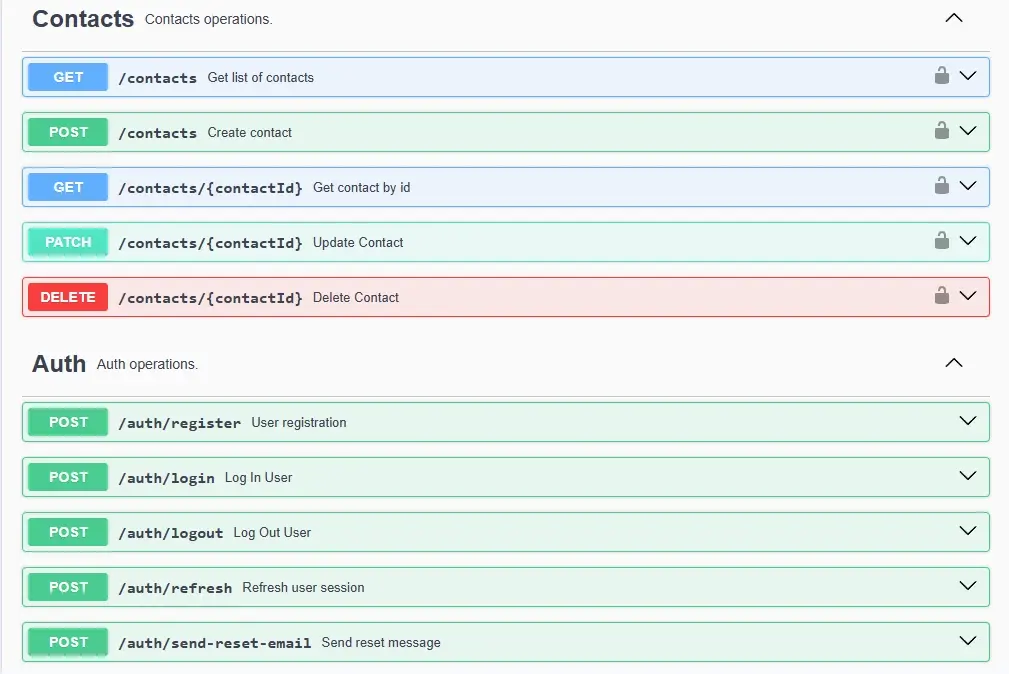 Contacts Contacts operations.
GET /contacts Get list of contacts
POST /contacts Create contact
GET /contacts/{contactId} Get contact by id
PATCH /contacts/{contactId} Update Contact
DELETE /contacts/{contactId} Delete Contact
Auth Auth operations.
POST /auth/register User registration
POST /auth/login Log In User
POST /auth/logout Log Out User
POST /auth/refresh Refresh user session
POST /auth/send-reset-email Send reset message